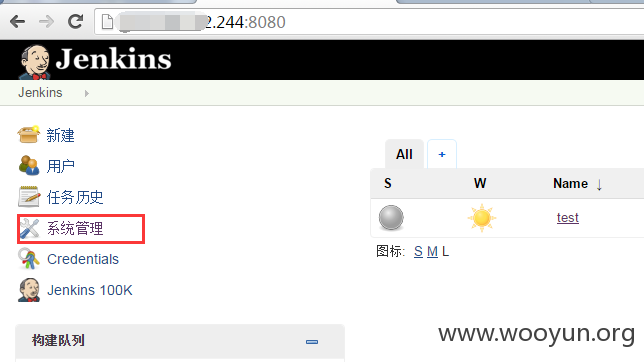 2.244:8080
Jenkins
Jenkins
新建
用户
任务历史
系统管理
Credentials
Jenkins 100K
构建队列
All +
S W Name ↓
test
图标: S M L
www.wooyun.org